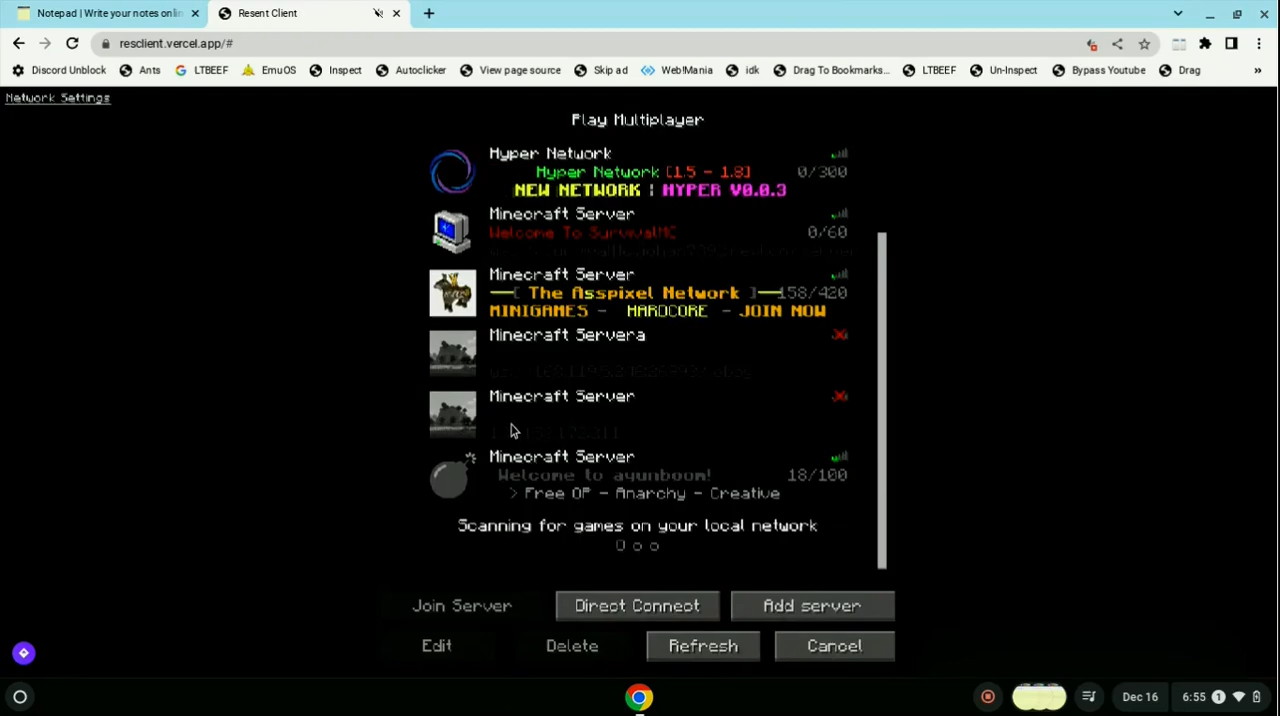 Notepad | Write your notes onlin
Resent Client
resclient.vercel.app/#
Discord Unblock Ants LTBEEF EmuOS Inspect Autoclicker View page source Skip ad Web!Mania idk Drag To Bookmarks... LTBEEF Un-Inspect Bypass Youtube Drag »
Network Settings
Play Multiplayer
Hyper Network
Hyper Network [1.5 - 1.8] 0/300
NEW NETWORK | HYPER V0.0.3
Minecraft Server
Welcome To SurvivalMC 0/60
Minecraft Server
[ The Asspixel Network ] 158/420
MINIGAMES - HARDCORE - JOIN NOW
Minecraft Servera
Minecraft Server
Minecraft Server
Welcome to ayunboom! 18/100
> Free OP - Anarchy - Creative
Scanning for games on your local network
O o o
Join Server Direct Connect Add server
Edit Delete Refresh Cancel
Dec 16 6:55 1